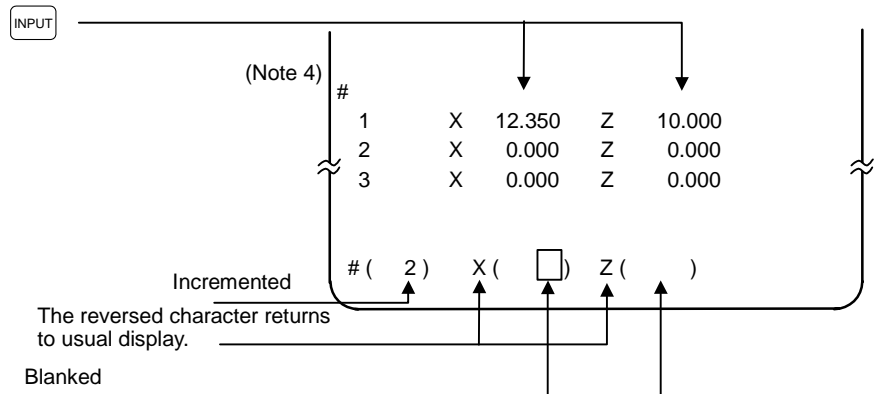 INPUT
(Note 4)
#
1 X 12.350 Z 10.000
2 X 0.000 Z 0.000
3 X 0.000 Z 0.000
# ( 2 ) X ( ) Z ( )
Incremented
The reversed character returns
to usual display.
Blanked